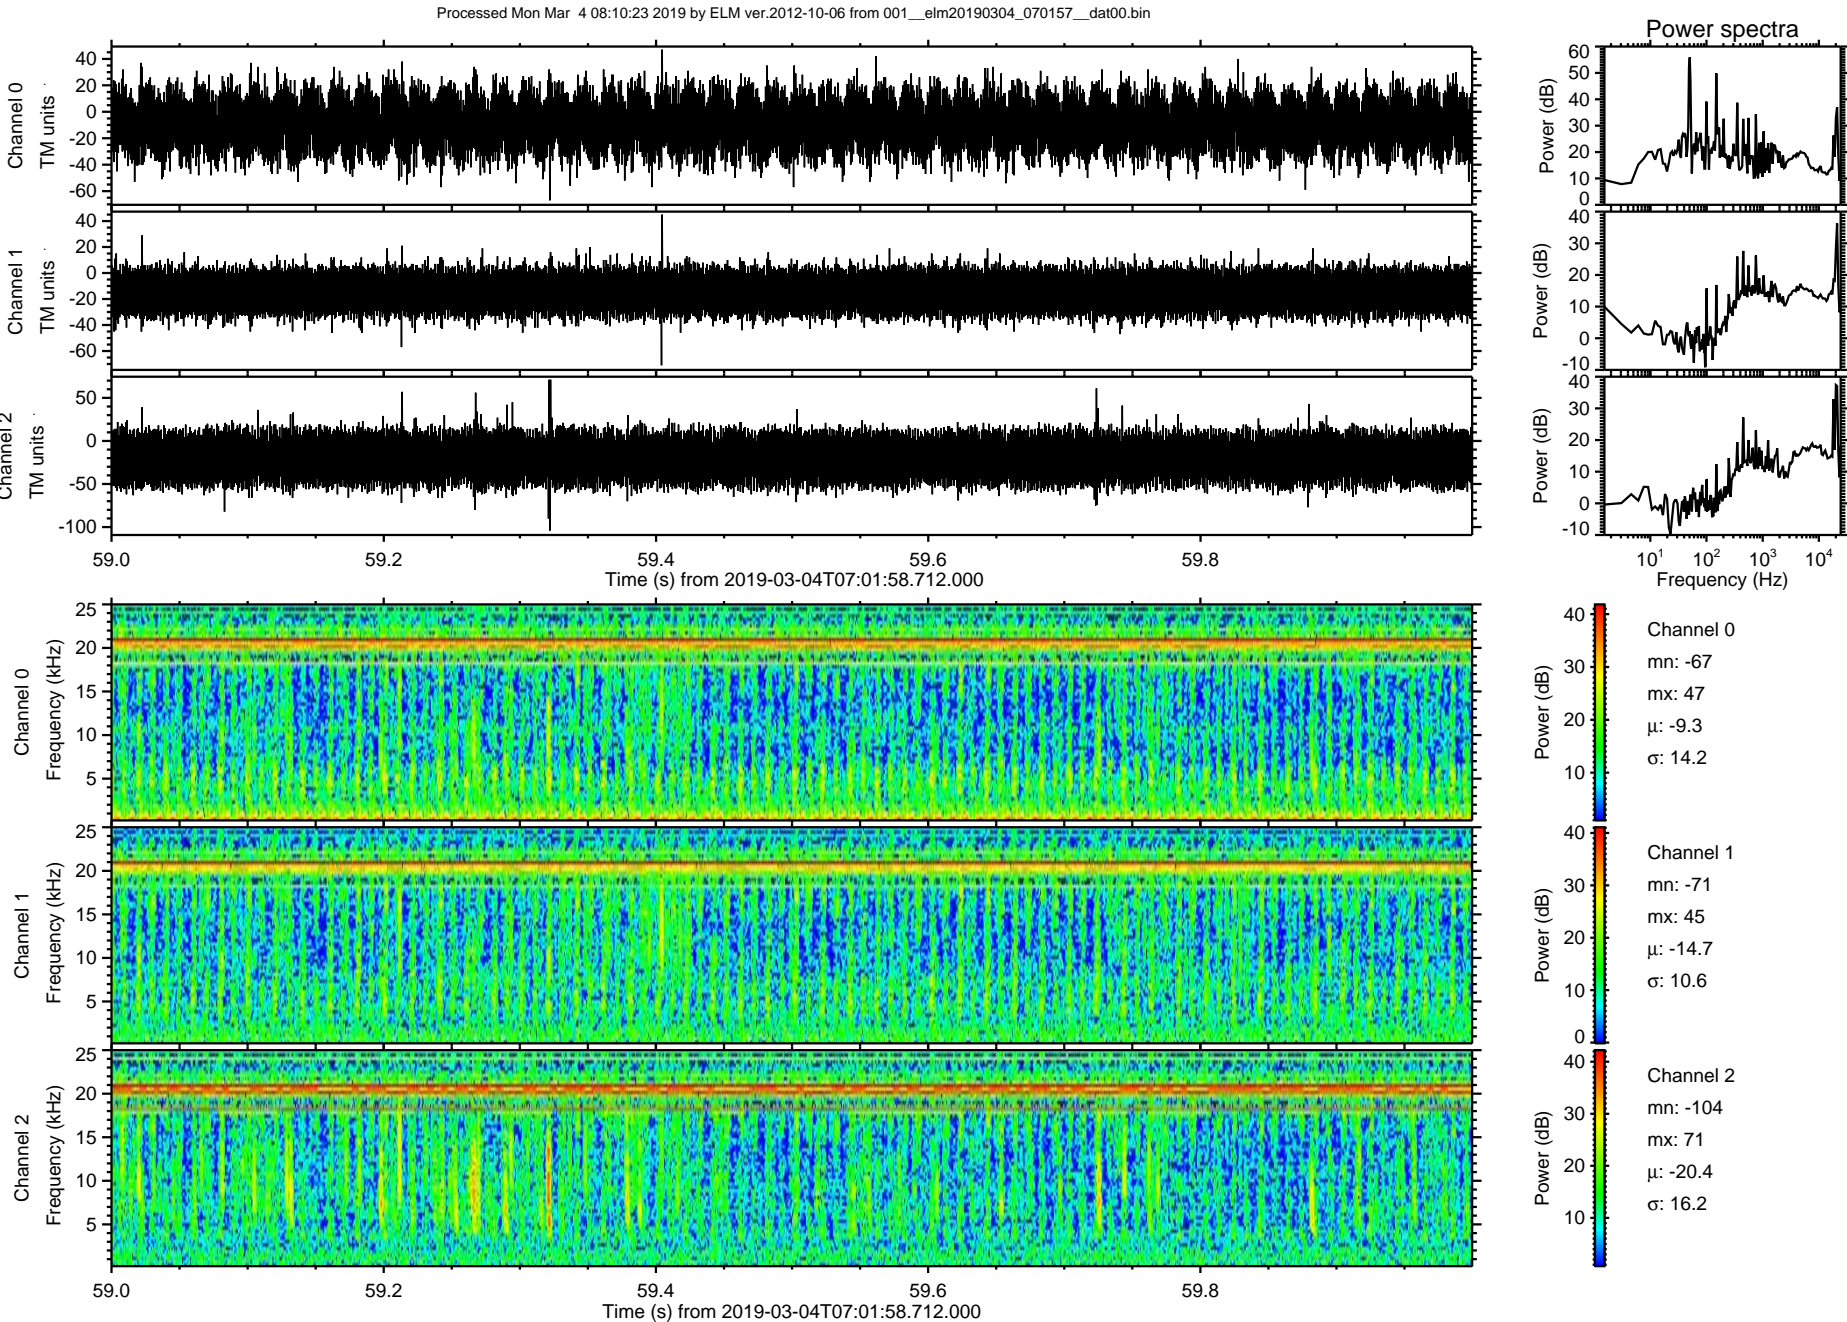 Processed Mon Mar  4 08:10:23 2019 by ELM ver.2012-10-06 from 001__elm20190304_070157__dat00.bin
Power spectra
Channel 0
TM units
40
20
0
-20
-40
-60
Power (dB)
60
50
40
30
20
10
0
Channel 1
TM units
40
20
0
-20
-40
-60
Power (dB)
40
30
20
10
0
-10
Channel 2
TM units
50
0
-50
-100
Power (dB)
40
30
20
10
0
-10
59.0 59.2 59.4 59.6 59.8
Time (s) from 2019-03-04T07:01:58.712.000
10¹ 10² 10³ 10⁴
Frequency (Hz)
Channel 0
Frequency (kHz)
25
20
15
10
5
Power (dB)
40
30
20
10
Channel 0
mn: -67
mx: 47
μ: -9.3
σ: 14.2
Channel 1
Frequency (kHz)
25
20
15
10
5
Power (dB)
40
30
20
10
0
Channel 1
mn: -71
mx: 45
μ: -14.7
σ: 10.6
Channel 2
Frequency (kHz)
25
20
15
10
5
Power (dB)
40
30
20
10
Channel 2
mn: -104
mx: 71
μ: -20.4
σ: 16.2
59.0 59.2 59.4 59.6 59.8
Time (s) from 2019-03-04T07:01:58.712.000